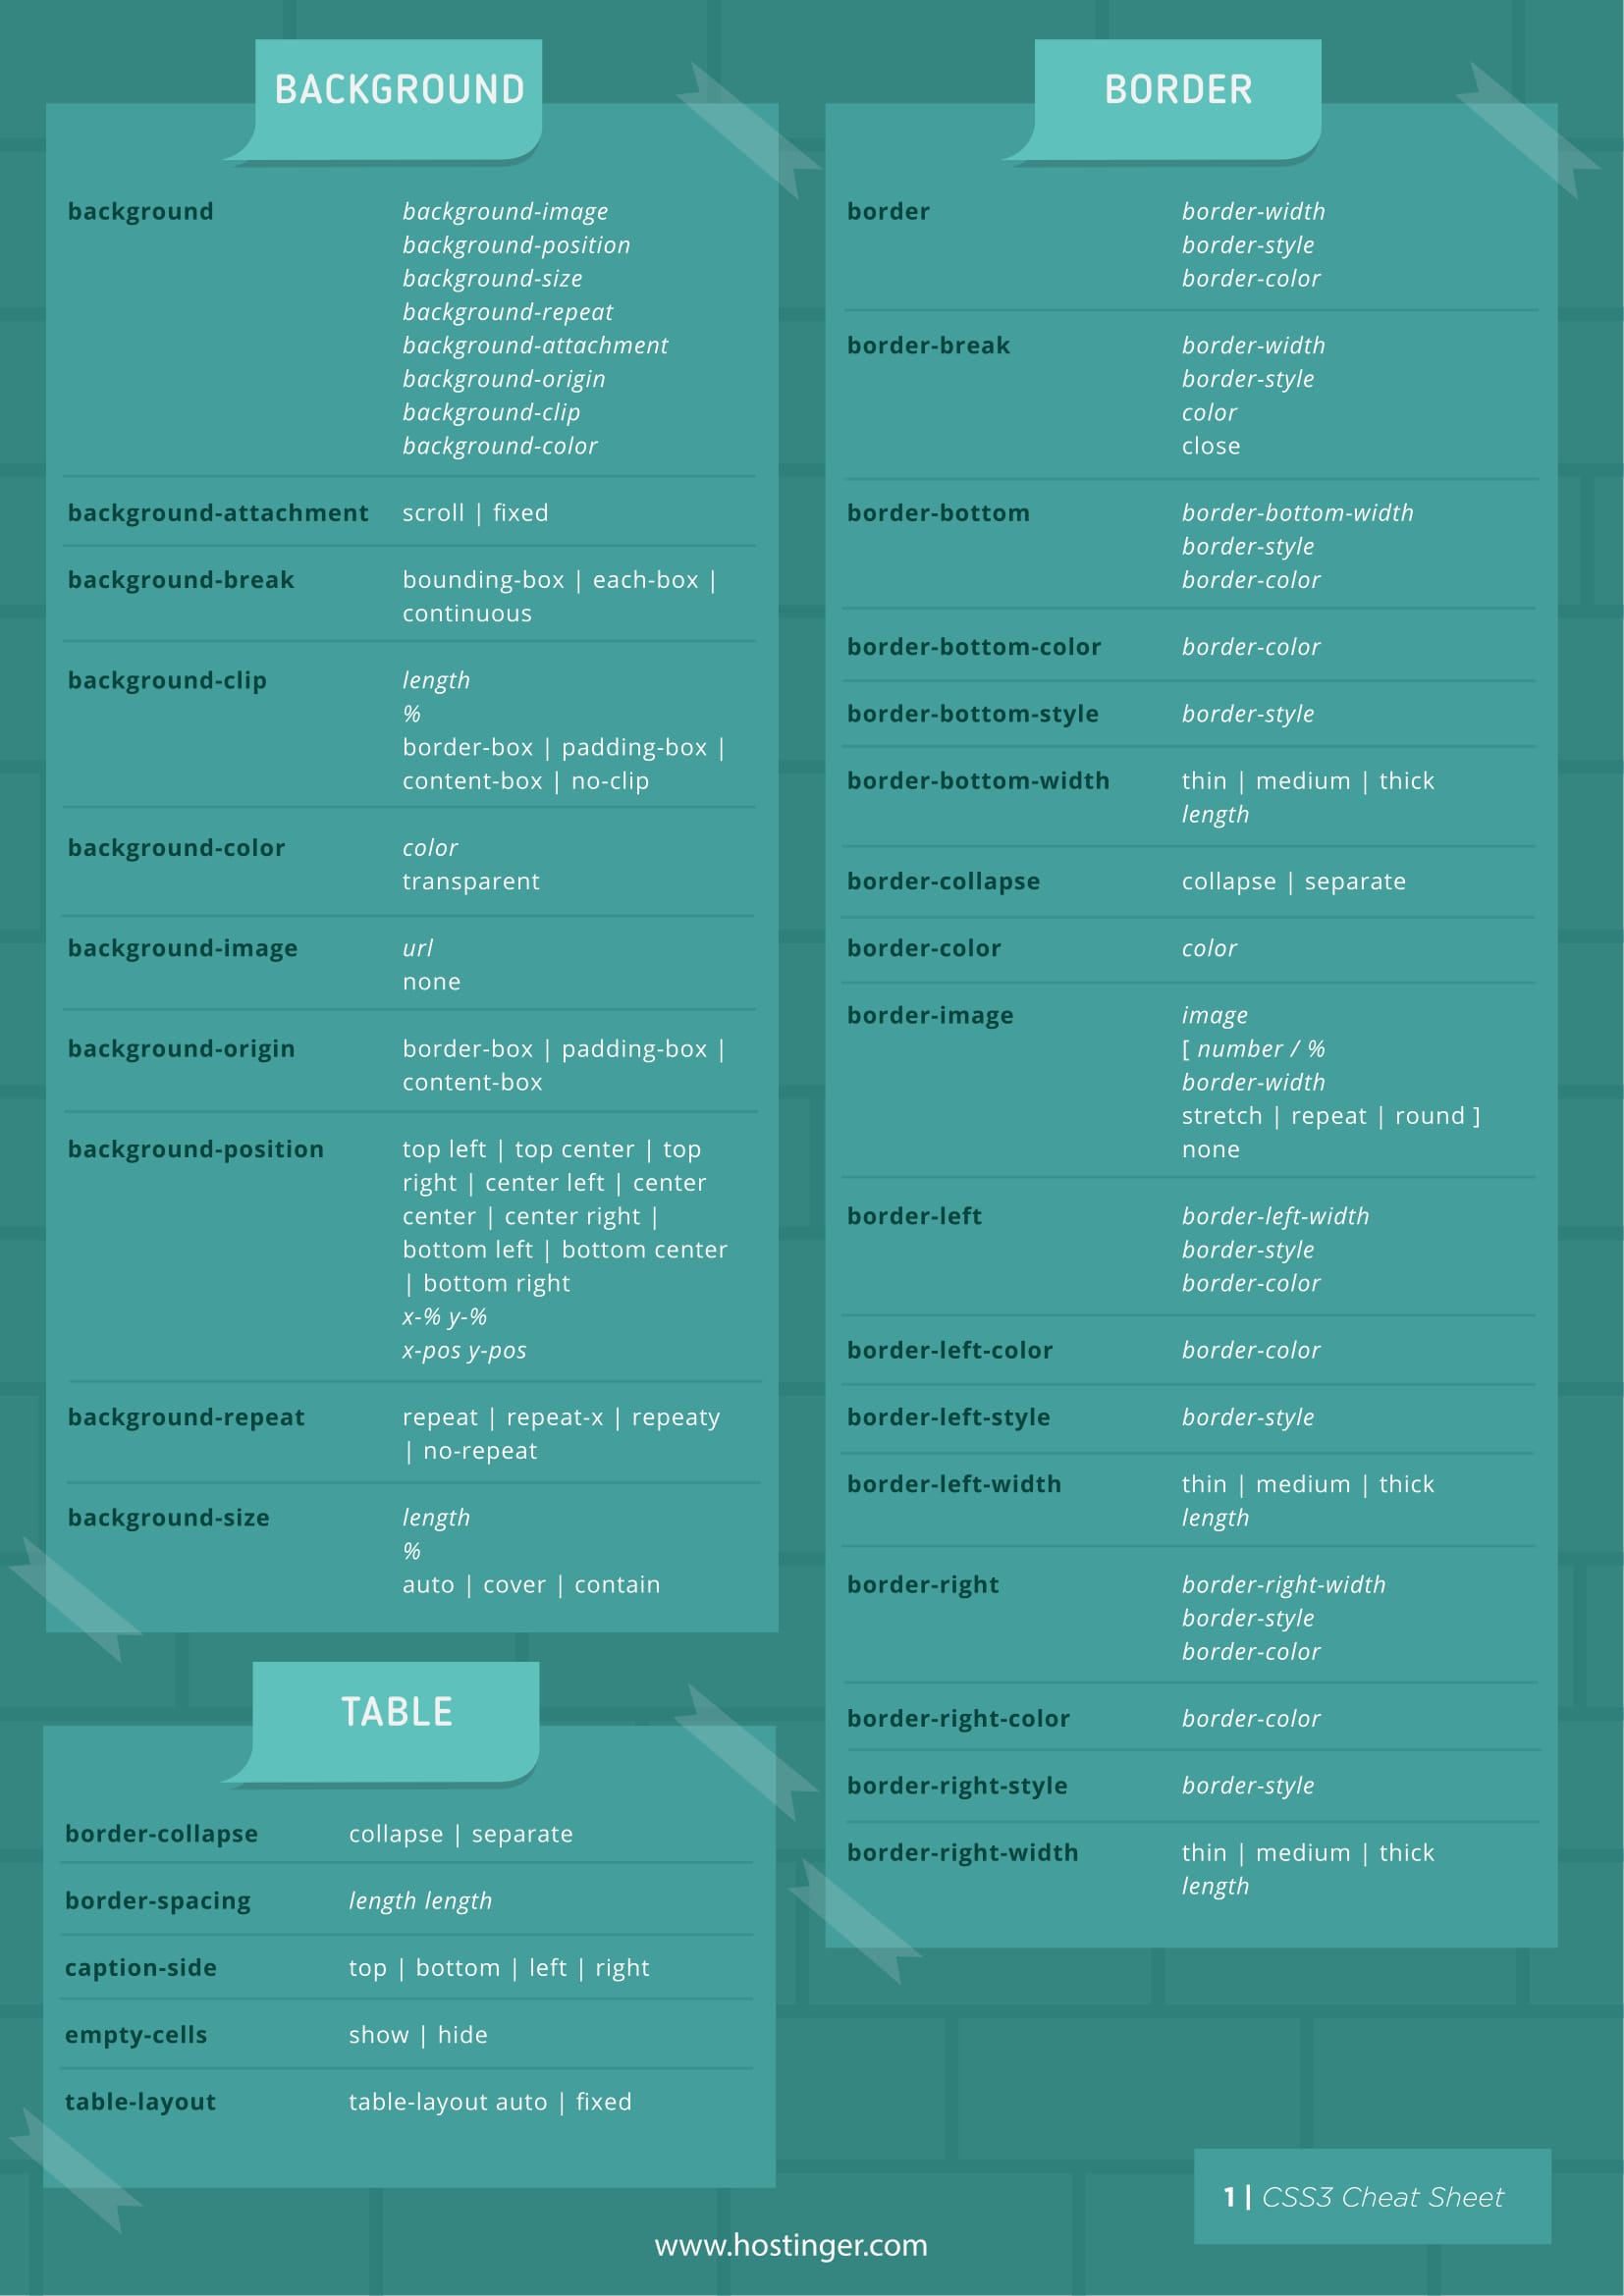 BACKGROUND
background background-image
background-position
background-size
background-repeat
background-attachment
background-origin
background-clip
background-color
background-attachment scroll | fixed
background-break bounding-box | each-box |
continuous
background-clip length
%
border-box | padding-box |
content-box | no-clip
background-color color
transparent
background-image url
none
background-origin border-box | padding-box |
content-box
background-position top left | top center | top
right | center left | center
center | center right |
bottom left | bottom center
| bottom right
x-% y-%
x-pos y-pos
background-repeat repeat | repeat-x | repeaty
| no-repeat
background-size length
%
auto | cover | contain
TABLE
border-collapse collapse | separate
border-spacing length length
caption-side top | bottom | left | right
empty-cells show | hide
table-layout table-layout auto | fixed
BORDER
border border-width
border-style
border-color
border-break border-width
border-style
color
close
border-bottom border-bottom-width
border-style
border-color
border-bottom-color border-color
border-bottom-style border-style
border-bottom-width thin | medium | thick
length
border-collapse collapse | separate
border-color color
border-image image
[ number / %
border-width
stretch | repeat | round ]
none
border-left border-left-width
border-style
border-color
border-left-color border-color
border-left-style border-style
border-left-width thin | medium | thick
length
border-right border-right-width
border-style
border-color
border-right-color border-color
border-right-style border-style
border-right-width thin | medium | thick
length
1 | CSS3 Cheat Sheet
www.hostinger.com